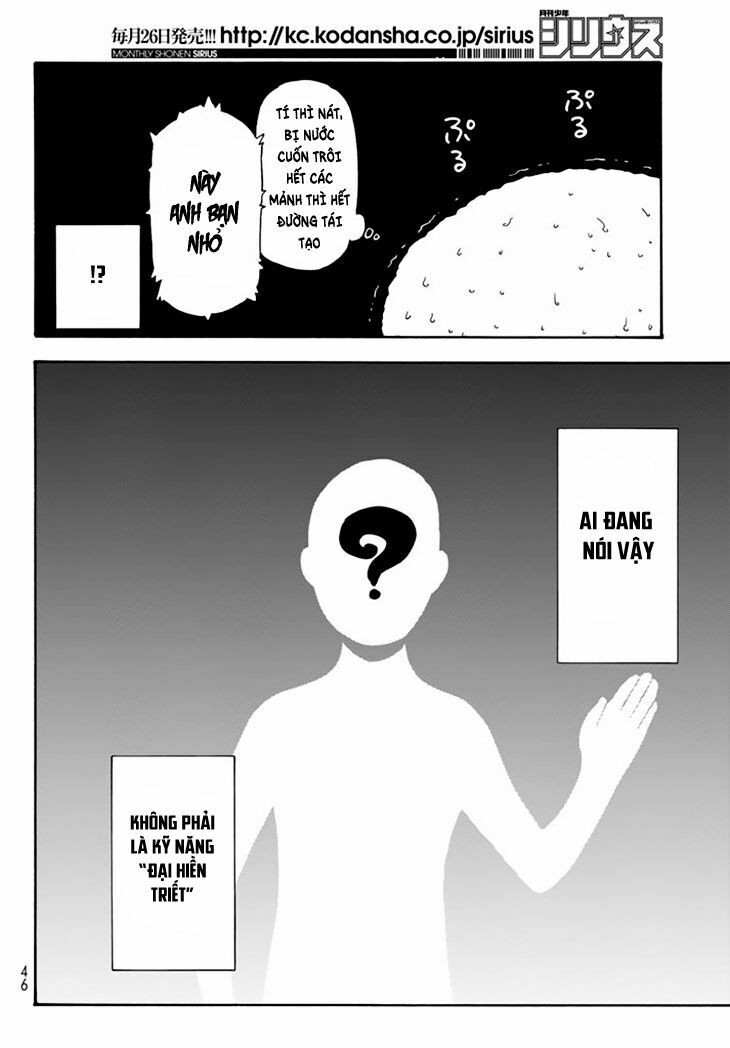 毎月26日発売!!! http://kc.kodansha.co.jp/sirius
MONTHLY SHONEN SIRIUS
月刊少年
シリウス
ぷる
ぷる
TÍ THÌ NÁT,
BỊ NƯỚC
CUỐN TRÔI
HẾT CÁC
MẢNH THÌ HẾT
ĐƯỜNG TÁI
TẠO
NÀY
ANH BẠN
NHỎ
!?
AI ĐANG
NÓI VẬY
?
KHÔNG PHẢI
LÀ KỸ NĂNG
“ĐẠI HIỀN
TRIẾT”
46